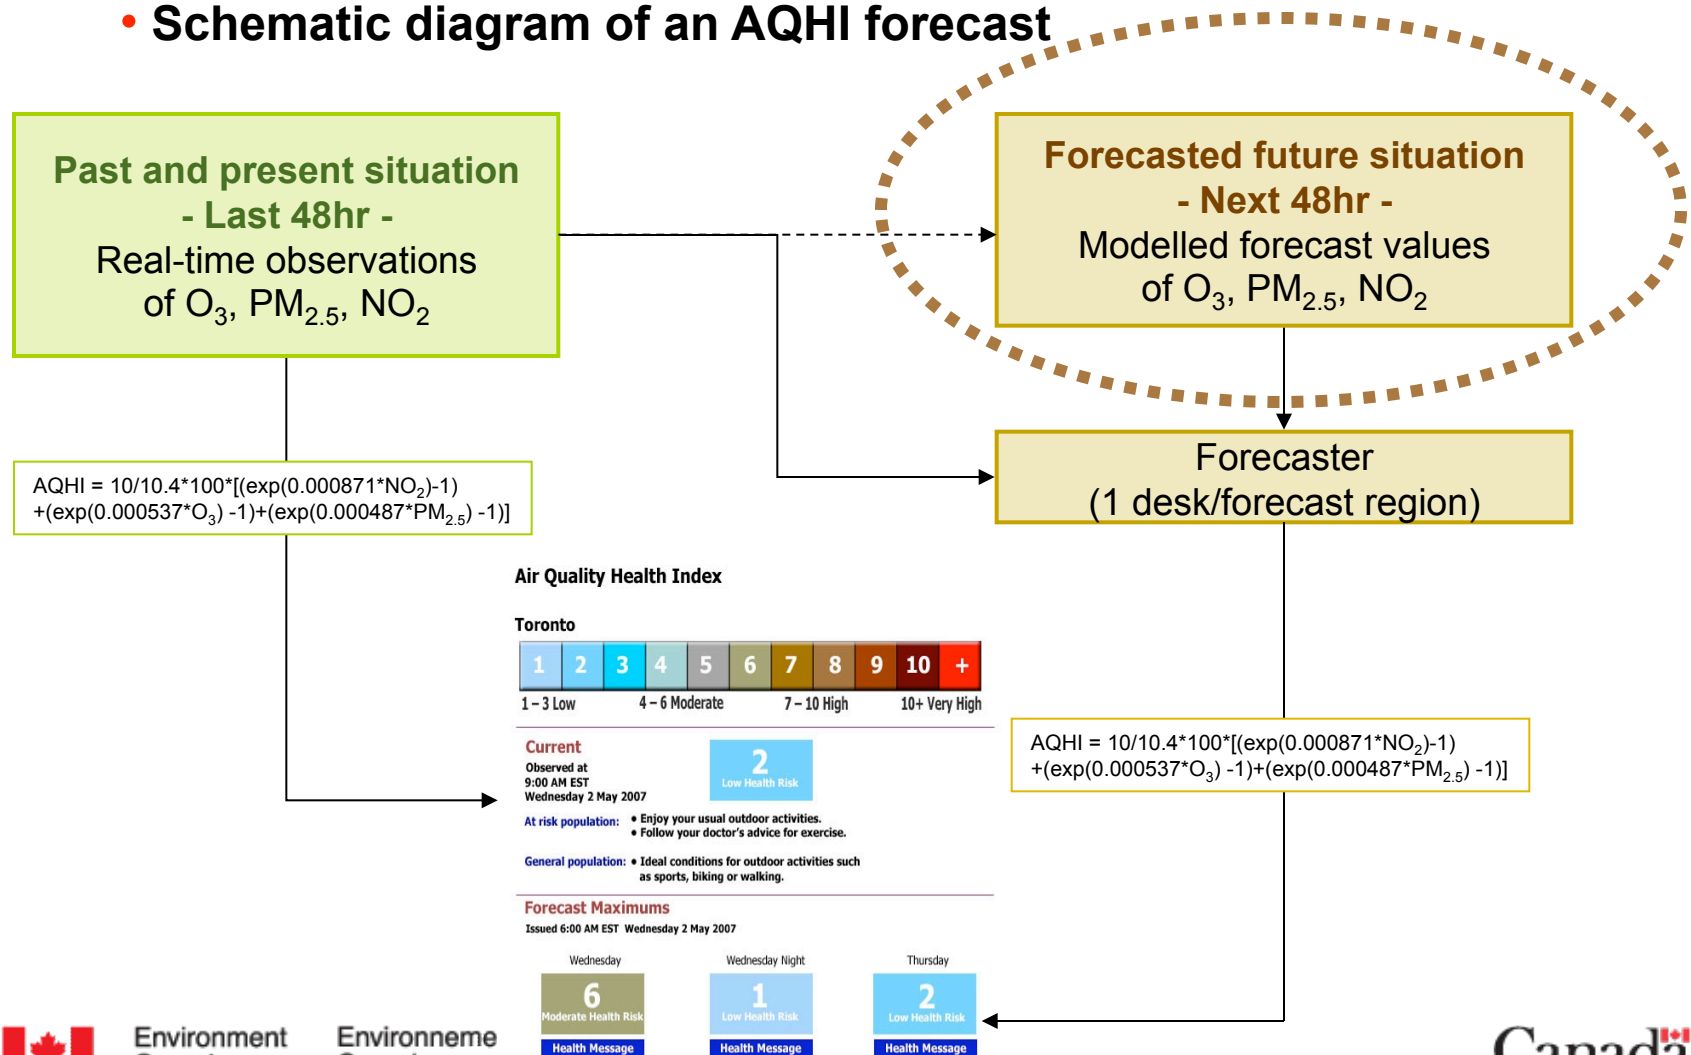 • Schematic diagram of an AQHI forecast
Past and present situation
- Last 48hr -
Real-time observations
of O3, PM2.5, NO2
Forecasted future situation
- Next 48hr -
Modelled forecast values
of O3, PM2.5, NO2
Forecaster
(1 desk/forecast region)
AQHI = 10/10.4*100*[(exp(0.000871*NO2)-1)
+(exp(0.000537*O3) -1)+(exp(0.000487*PM2.5) -1)]
Air Quality Health Index
Toronto
1 2 3 4 5 6 7 8 9 10 +
1 – 3 Low 4 – 6 Moderate 7 – 10 High 10+ Very High
Current
Observed at
9:00 AM EST
Wednesday 2 May 2007
2
Low Health Risk
At risk population: • Enjoy your usual outdoor activities.
• Follow your doctor's advice for exercise.
General population: • Ideal conditions for outdoor activities such
as sports, biking or walking.
AQHI = 10/10.4*100*[(exp(0.000871*NO2)-1)
+(exp(0.000537*O3) -1)+(exp(0.000487*PM2.5) -1)]
Forecast Maximums
Issued 6:00 AM EST Wednesday 2 May 2007
Wednesday Wednesday Night Thursday
6 1 2
Moderate Health Risk Low Health Risk Low Health Risk
Health Message Health Message Health Message
Environment Environneme
Canada